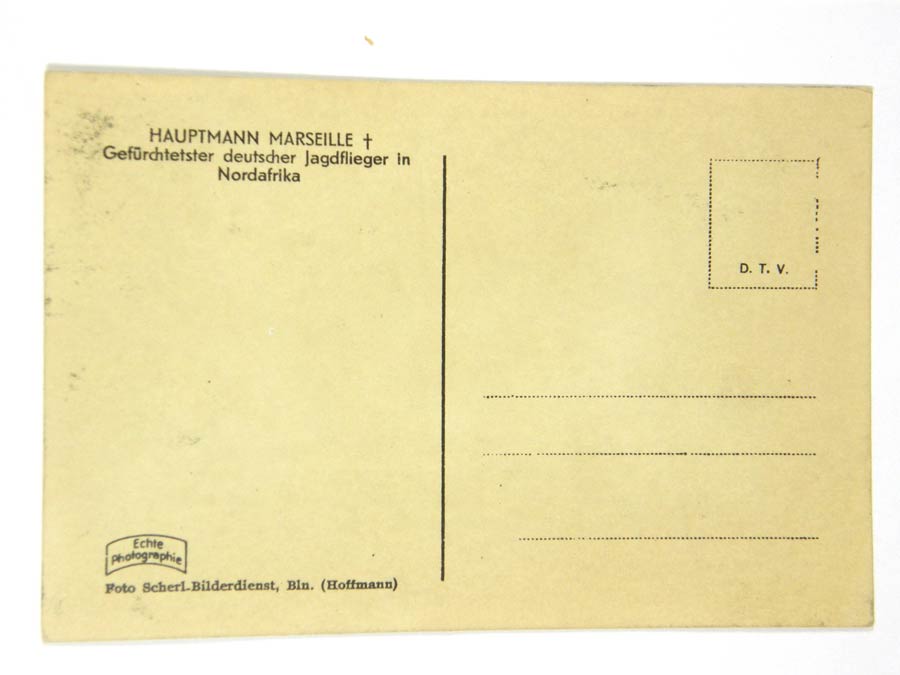 HAUPTMANN MARSEILLE †
Gefürchtetster deutscher Jagdflieger in
Nordafrika
D. T. V.
Echte
Photographie
Foto Scherl-Bilderdienst, Bln. (Hoffmann)